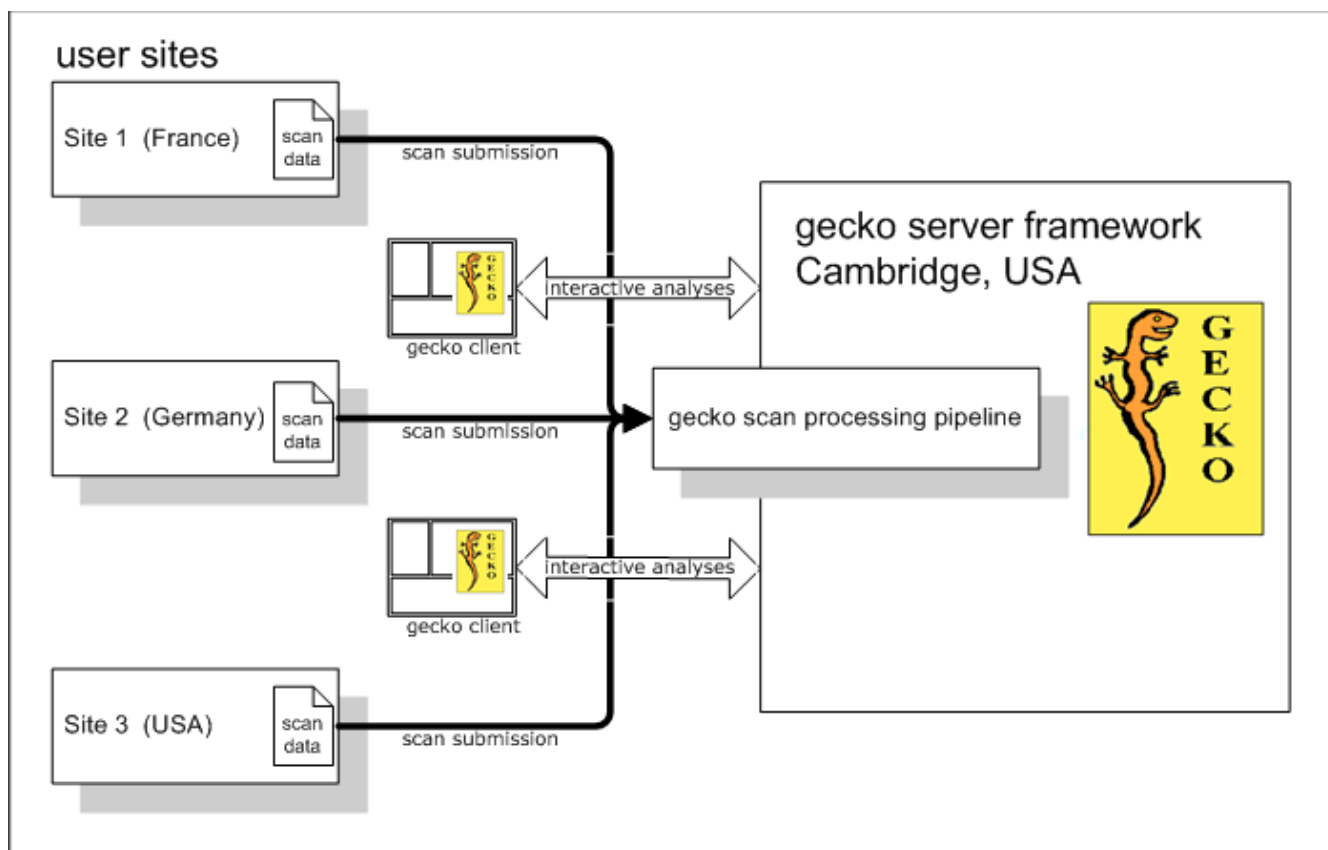 user sites
Site 1 (France)
scan
data
scan submission
gecko server framework
Cambridge, USA
GECKO
interactive analyses
gecko client
GECKO
Site 2 (Germany)
scan
data
scan submission
gecko scan processing pipeline
GECKO
interactive analyses
gecko client
Site 3 (USA)
scan
data
scan submission